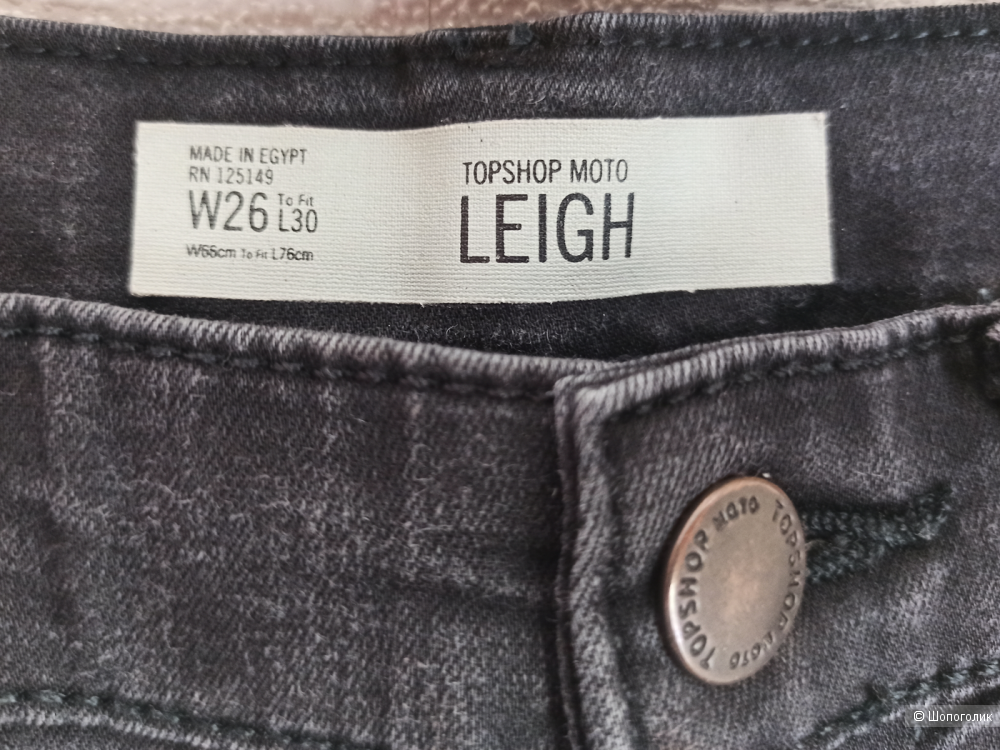 MADE IN EGYPT
RN 125149
W26 To Fit L30
W66cm To Fit L76cm
TOPSHOP MOTO
LEIGH
TOPSHOP MOTO TOPSHOP MOTO
© Шопоголик